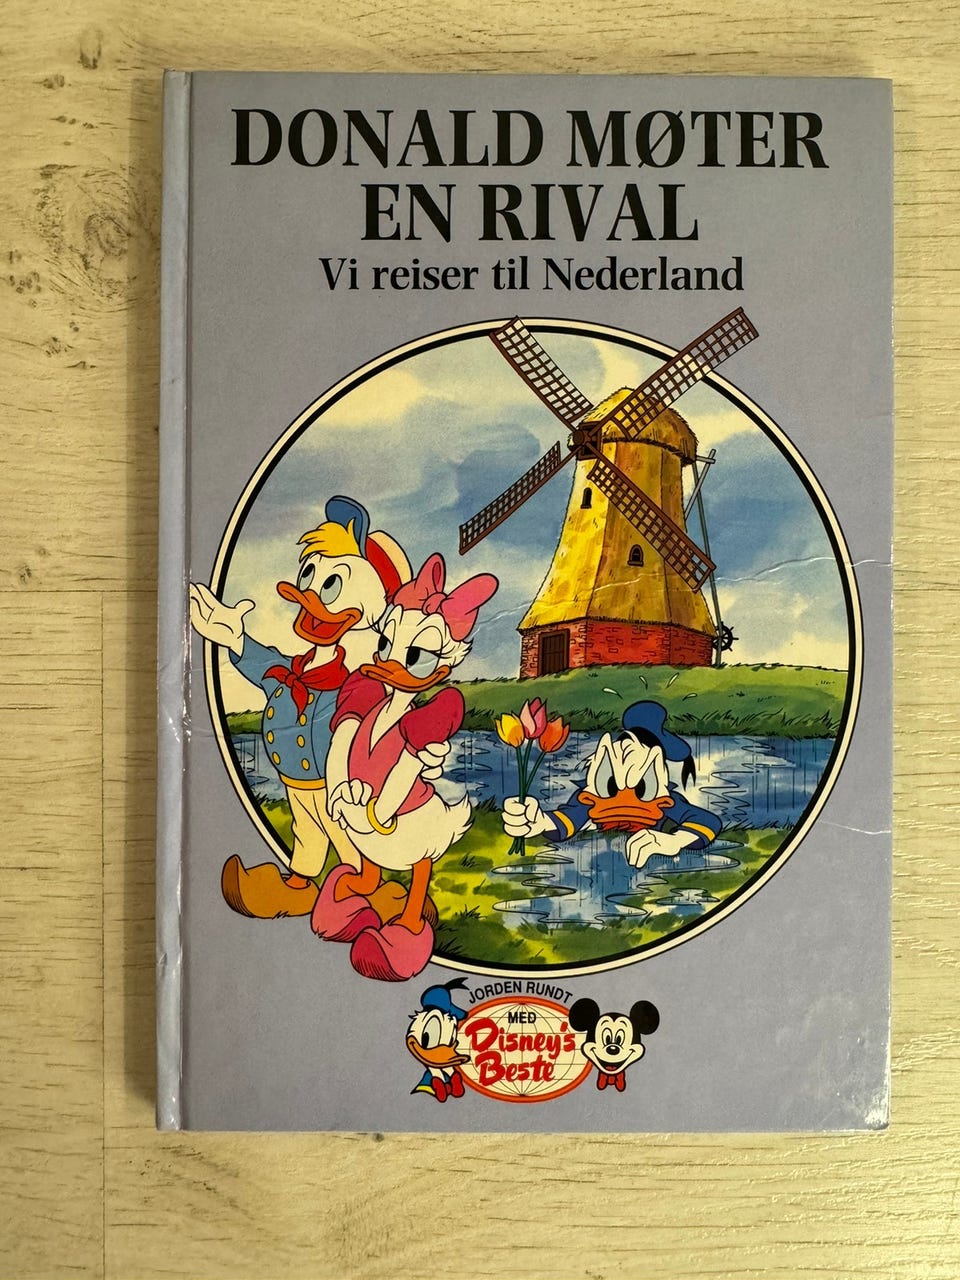 DONALD MØTER
EN RIVAL
Vi reiser til Nederland
JORDEN RUNDT
MED
Disney's
Beste